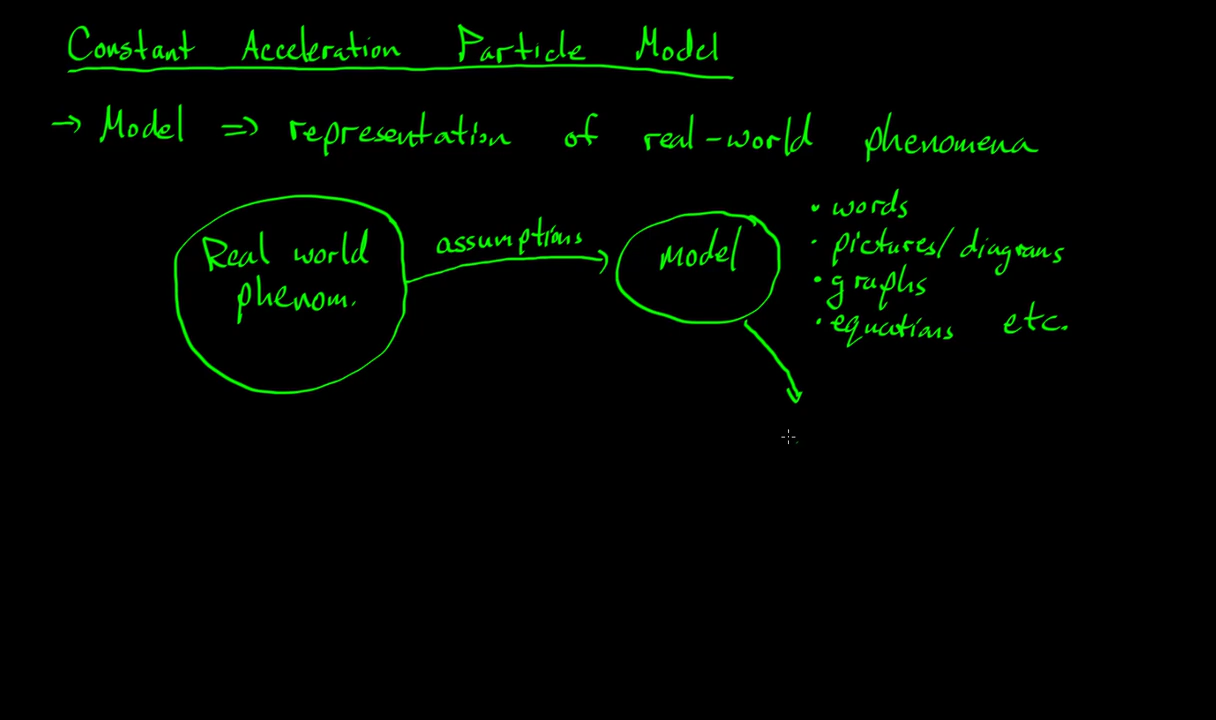 Constant Acceleration Particle Model
→ Model => representation of real-world phenomena
Real world
phenom.
assumptions
Model
• words
• pictures/diagrams
• graphs
• equations etc.